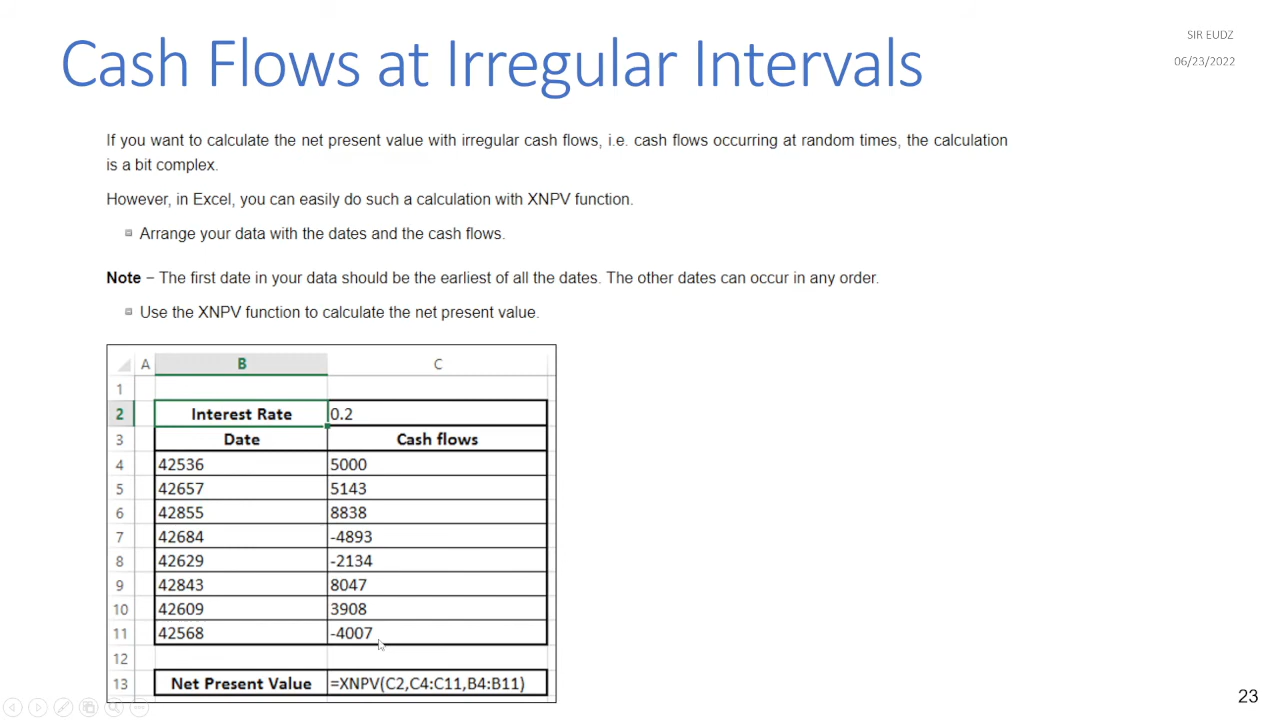 Cash Flows at Irregular Intervals
SIR EUDZ
06/23/2022
If you want to calculate the net present value with irregular cash flows, i.e. cash flows occurring at random times, the calculation
is a bit complex.
However, in Excel, you can easily do such a calculation with XNPV function.
Arrange your data with the dates and the cash flows.
Note − The first date in your data should be the earliest of all the dates. The other dates can occur in any order.
Use the XNPV function to calculate the net present value.
A B C
1
2 Interest Rate 0.2
3 Date Cash flows
4 42536 5000
5 42657 5143
6 42855 8838
7 42684 -4893
8 42629 -2134
9 42843 8047
10 42609 3908
11 42568 -4007
12
13 Net Present Value =XNPV(C2,C4:C11,B4:B11)
23